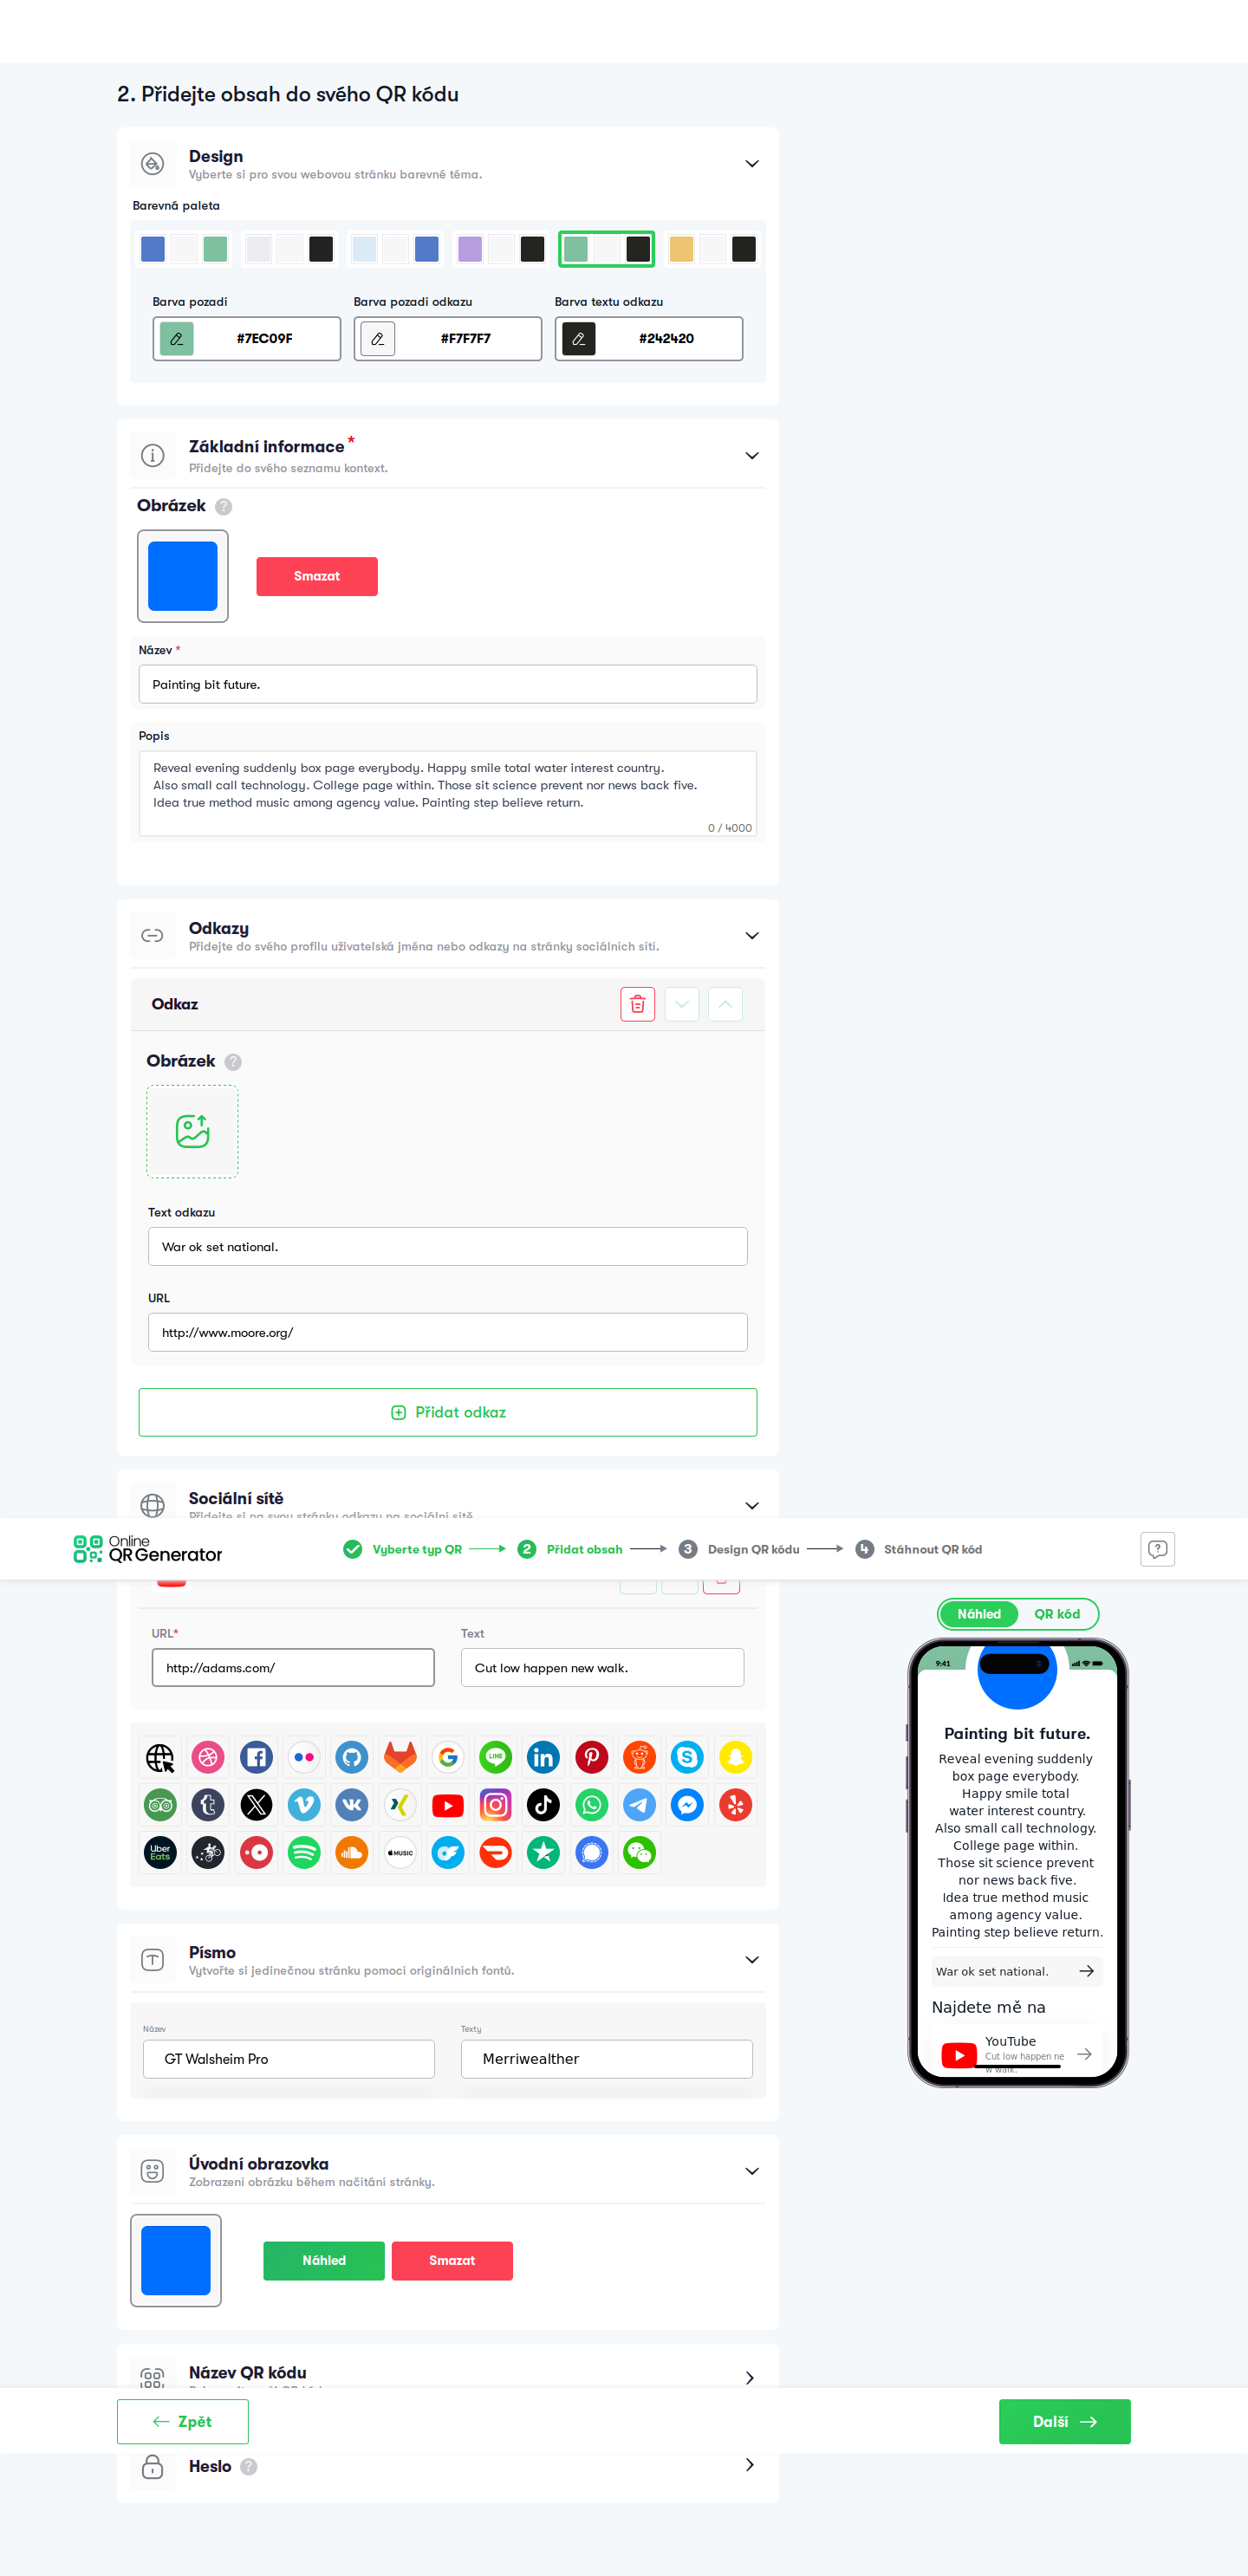 2. Přidejte obsah do svého QR kódu
Design
Vyberte si pro svou webovou stránku barevné téma.
Barevná paleta
Barva pozadí
Barva pozadí odkazu
Barva textu odkazu
#7EC09F
#F7F7F7
#242420
Základní informace*
Přidejte do svého seznamu kontext.
Obrázek ?
Smazat
Název *
Painting bit future.
Popis
Reveal evening suddenly box page everybody. Happy smile total water interest country.
Also small call technology. College page within. Those sit science prevent nor news back five.
Idea true method music among agency value. Painting step believe return.
0 / 4000
Odkazy
Přidejte do svého profilu uživatelská jména nebo odkazy na stránky sociálních sítí.
Odkaz
Obrázek ?
Text odkazu
War ok set national.
URL
http://www.moore.org/
Přidat odkaz
Sociální sítě
Přidejte si na svou stránku odkazy na sociální sítě.
Online
QR Generator
Vyberte typ QR
2 Přidat obsah
3 Design QR kódu
4 Stáhnout QR kód
Náhled
QR kód
URL*
Text
http://adams.com/
Cut low happen new walk.
LINE
Uber
Eats
MUSIC
9:41
Painting bit future.
Reveal evening suddenly
box page everybody.
Happy smile total
water interest country.
Also small call technology.
College page within.
Those sit science prevent
nor news back five.
Idea true method music
among agency value.
Painting step believe return.
War ok set national.
Najdete mě na
YouTube
Cut low happen ne
w walk.
Písmo
Vytvořte si jedinečnou stránku pomocí originálních fontů.
Název
Texty
GT Walsheim Pro
Merriwealther
Úvodní obrazovka
Zobrazení obrázku během načítání stránky.
Náhled
Smazat
Název QR kódu
Zpět
Další
Heslo ?